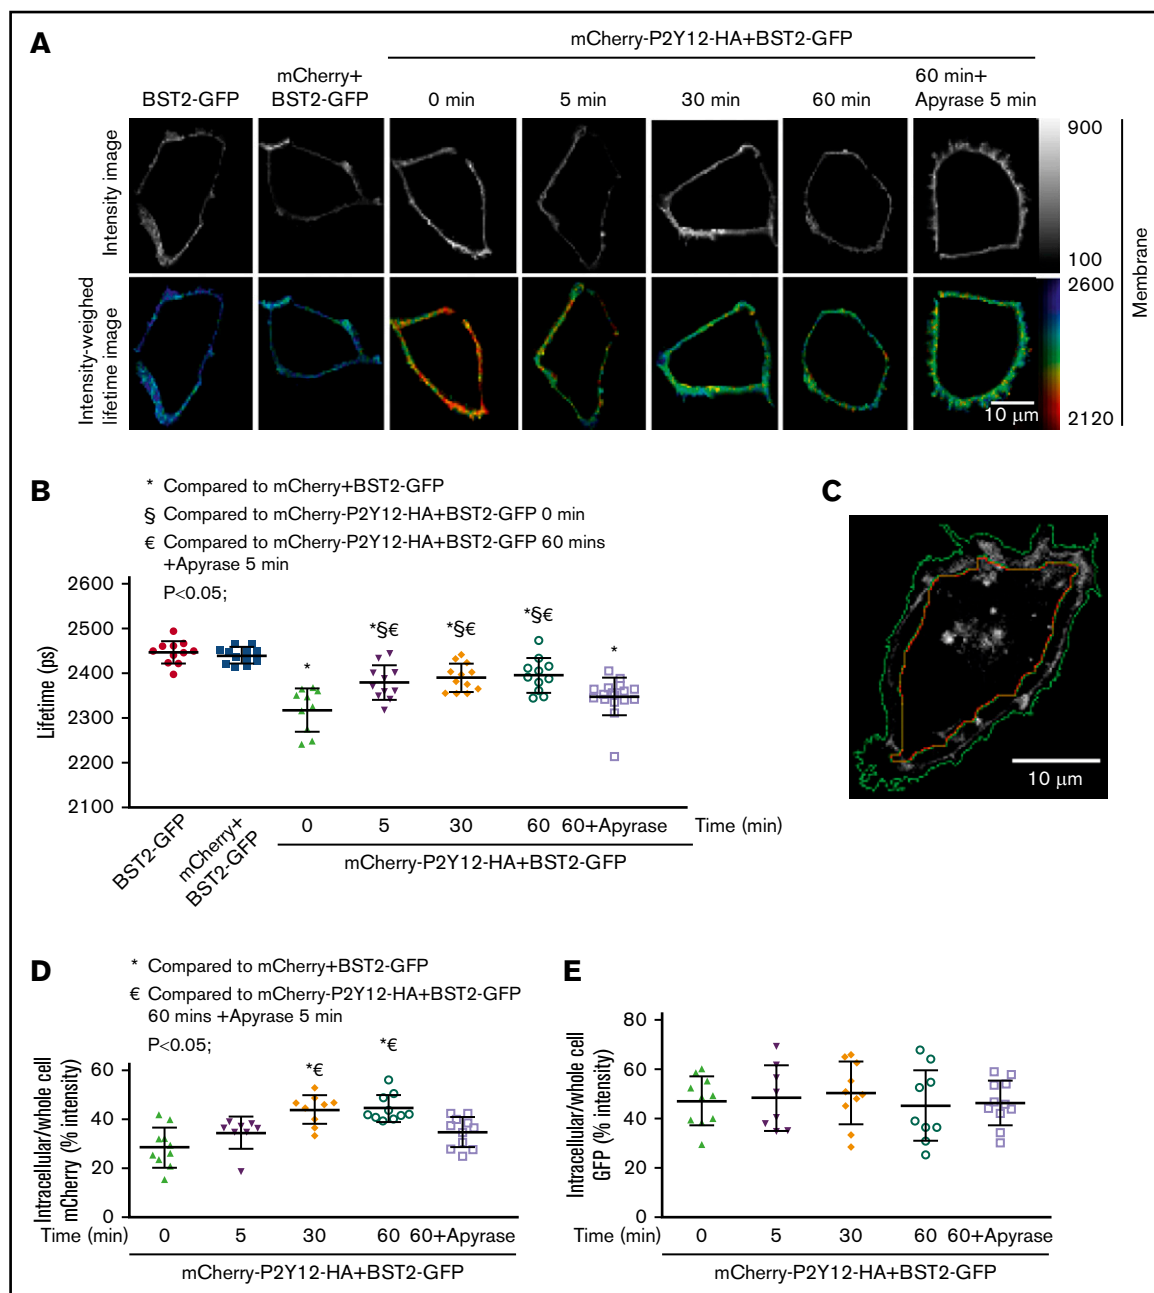 A
mCherry-P2Y12-HA+BST2-GFP
BST2-GFP
mCherry+
BST2-GFP
0 min
5 min
30 min
60 min
60 min+
Apyrase 5 min
Intensity image
900
100
Intensity-weighed
lifetime image
2600
2120
10 μm
Membrane
B
* Compared to mCherry+BST2-GFP
§ Compared to mCherry-P2Y12-HA+BST2-GFP 0 min
€ Compared to mCherry-P2Y12-HA+BST2-GFP 60 mins
+Apyrase 5 min
P<0.05;
Lifetime (ps)
2600
2500
2400
2300
2200
2100
*
*§€
*§€
*§€
*
BST2-GFP
mCherry+
BST2-GFP
0
5
30
60
60+Apyrase
Time (min)
mCherry-P2Y12-HA+BST2-GFP
C
10 μm
D
* Compared to mCherry+BST2-GFP
€ Compared to mCherry-P2Y12-HA+BST2-GFP
60 mins +Apyrase 5 min
P<0.05;
Intracellular/whole cell
mCherry (% intensity)
60
40
20
0
*€
*€
Time (min)
0
5
30
60
60+Apyrase
mCherry-P2Y12-HA+BST2-GFP
E
Intracellular/whole cell
GFP (% intensity)
80
60
40
20
0
Time (min)
0
5
30
60
60+Apyrase
mCherry-P2Y12-HA+BST2-GFP